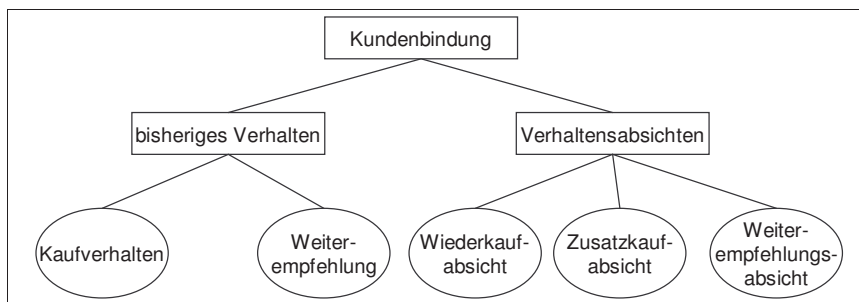 Kundenbindung
bisheriges Verhalten
Verhaltensabsichten
Kaufverhalten
Weiter-
empfehlung
Wiederkauf-
absicht
Zusatzkauf-
absicht
Weiter-
empfehlungs-
absicht